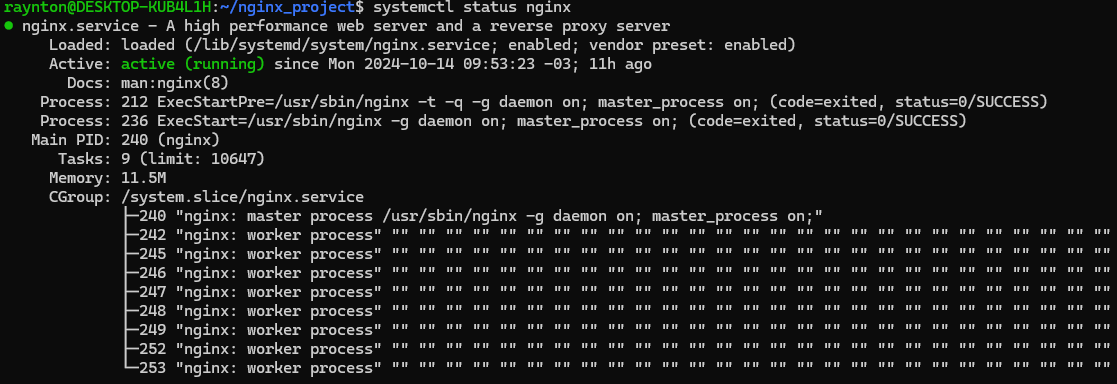 raynton@DESKTOP-KUB4L1H:~/nginx_project$ systemctl status nginx
● nginx.service - A high performance web server and a reverse proxy server
     Loaded: loaded (/lib/systemd/system/nginx.service; enabled; vendor preset: enabled)
     Active: active (running) since Mon 2024-10-14 09:53:23 -03; 11h ago
       Docs: man:nginx(8)
    Process: 212 ExecStartPre=/usr/sbin/nginx -t -q -g daemon on; master_process on; (code=exited, status=0/SUCCESS)
    Process: 236 ExecStart=/usr/sbin/nginx -g daemon on; master_process on; (code=exited, status=0/SUCCESS)
   Main PID: 240 (nginx)
      Tasks: 9 (limit: 10647)
     Memory: 11.5M
     CGroup: /system.slice/nginx.service
             ├─240 "nginx: master process /usr/sbin/nginx -g daemon on; master_process on;"
             ├─242 "nginx: worker process" "" "" "" "" "" "" "" "" "" "" "" "" "" "" "" "" "" "" "" "" "" "" "" "" "" "" ""
             ├─245 "nginx: worker process" "" "" "" "" "" "" "" "" "" "" "" "" "" "" "" "" "" "" "" "" "" "" "" "" "" "" ""
             ├─246 "nginx: worker process" "" "" "" "" "" "" "" "" "" "" "" "" "" "" "" "" "" "" "" "" "" "" "" "" "" "" ""
             ├─247 "nginx: worker process" "" "" "" "" "" "" "" "" "" "" "" "" "" "" "" "" "" "" "" "" "" "" "" "" "" "" ""
             ├─248 "nginx: worker process" "" "" "" "" "" "" "" "" "" "" "" "" "" "" "" "" "" "" "" "" "" "" "" "" "" "" ""
             ├─249 "nginx: worker process" "" "" "" "" "" "" "" "" "" "" "" "" "" "" "" "" "" "" "" "" "" "" "" "" "" "" ""
             ├─252 "nginx: worker process" "" "" "" "" "" "" "" "" "" "" "" "" "" "" "" "" "" "" "" "" "" "" "" "" "" "" ""
             └─253 "nginx: worker process" "" "" "" "" "" "" "" "" "" "" "" "" "" "" "" "" "" "" "" "" "" "" "" "" "" "" ""